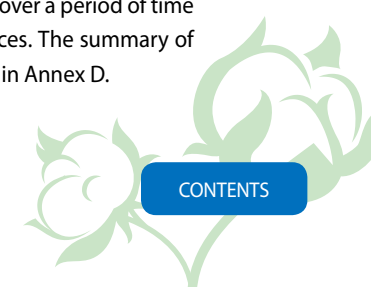 over a period of time
ces. The summary of
in Annex D.
CONTENTS